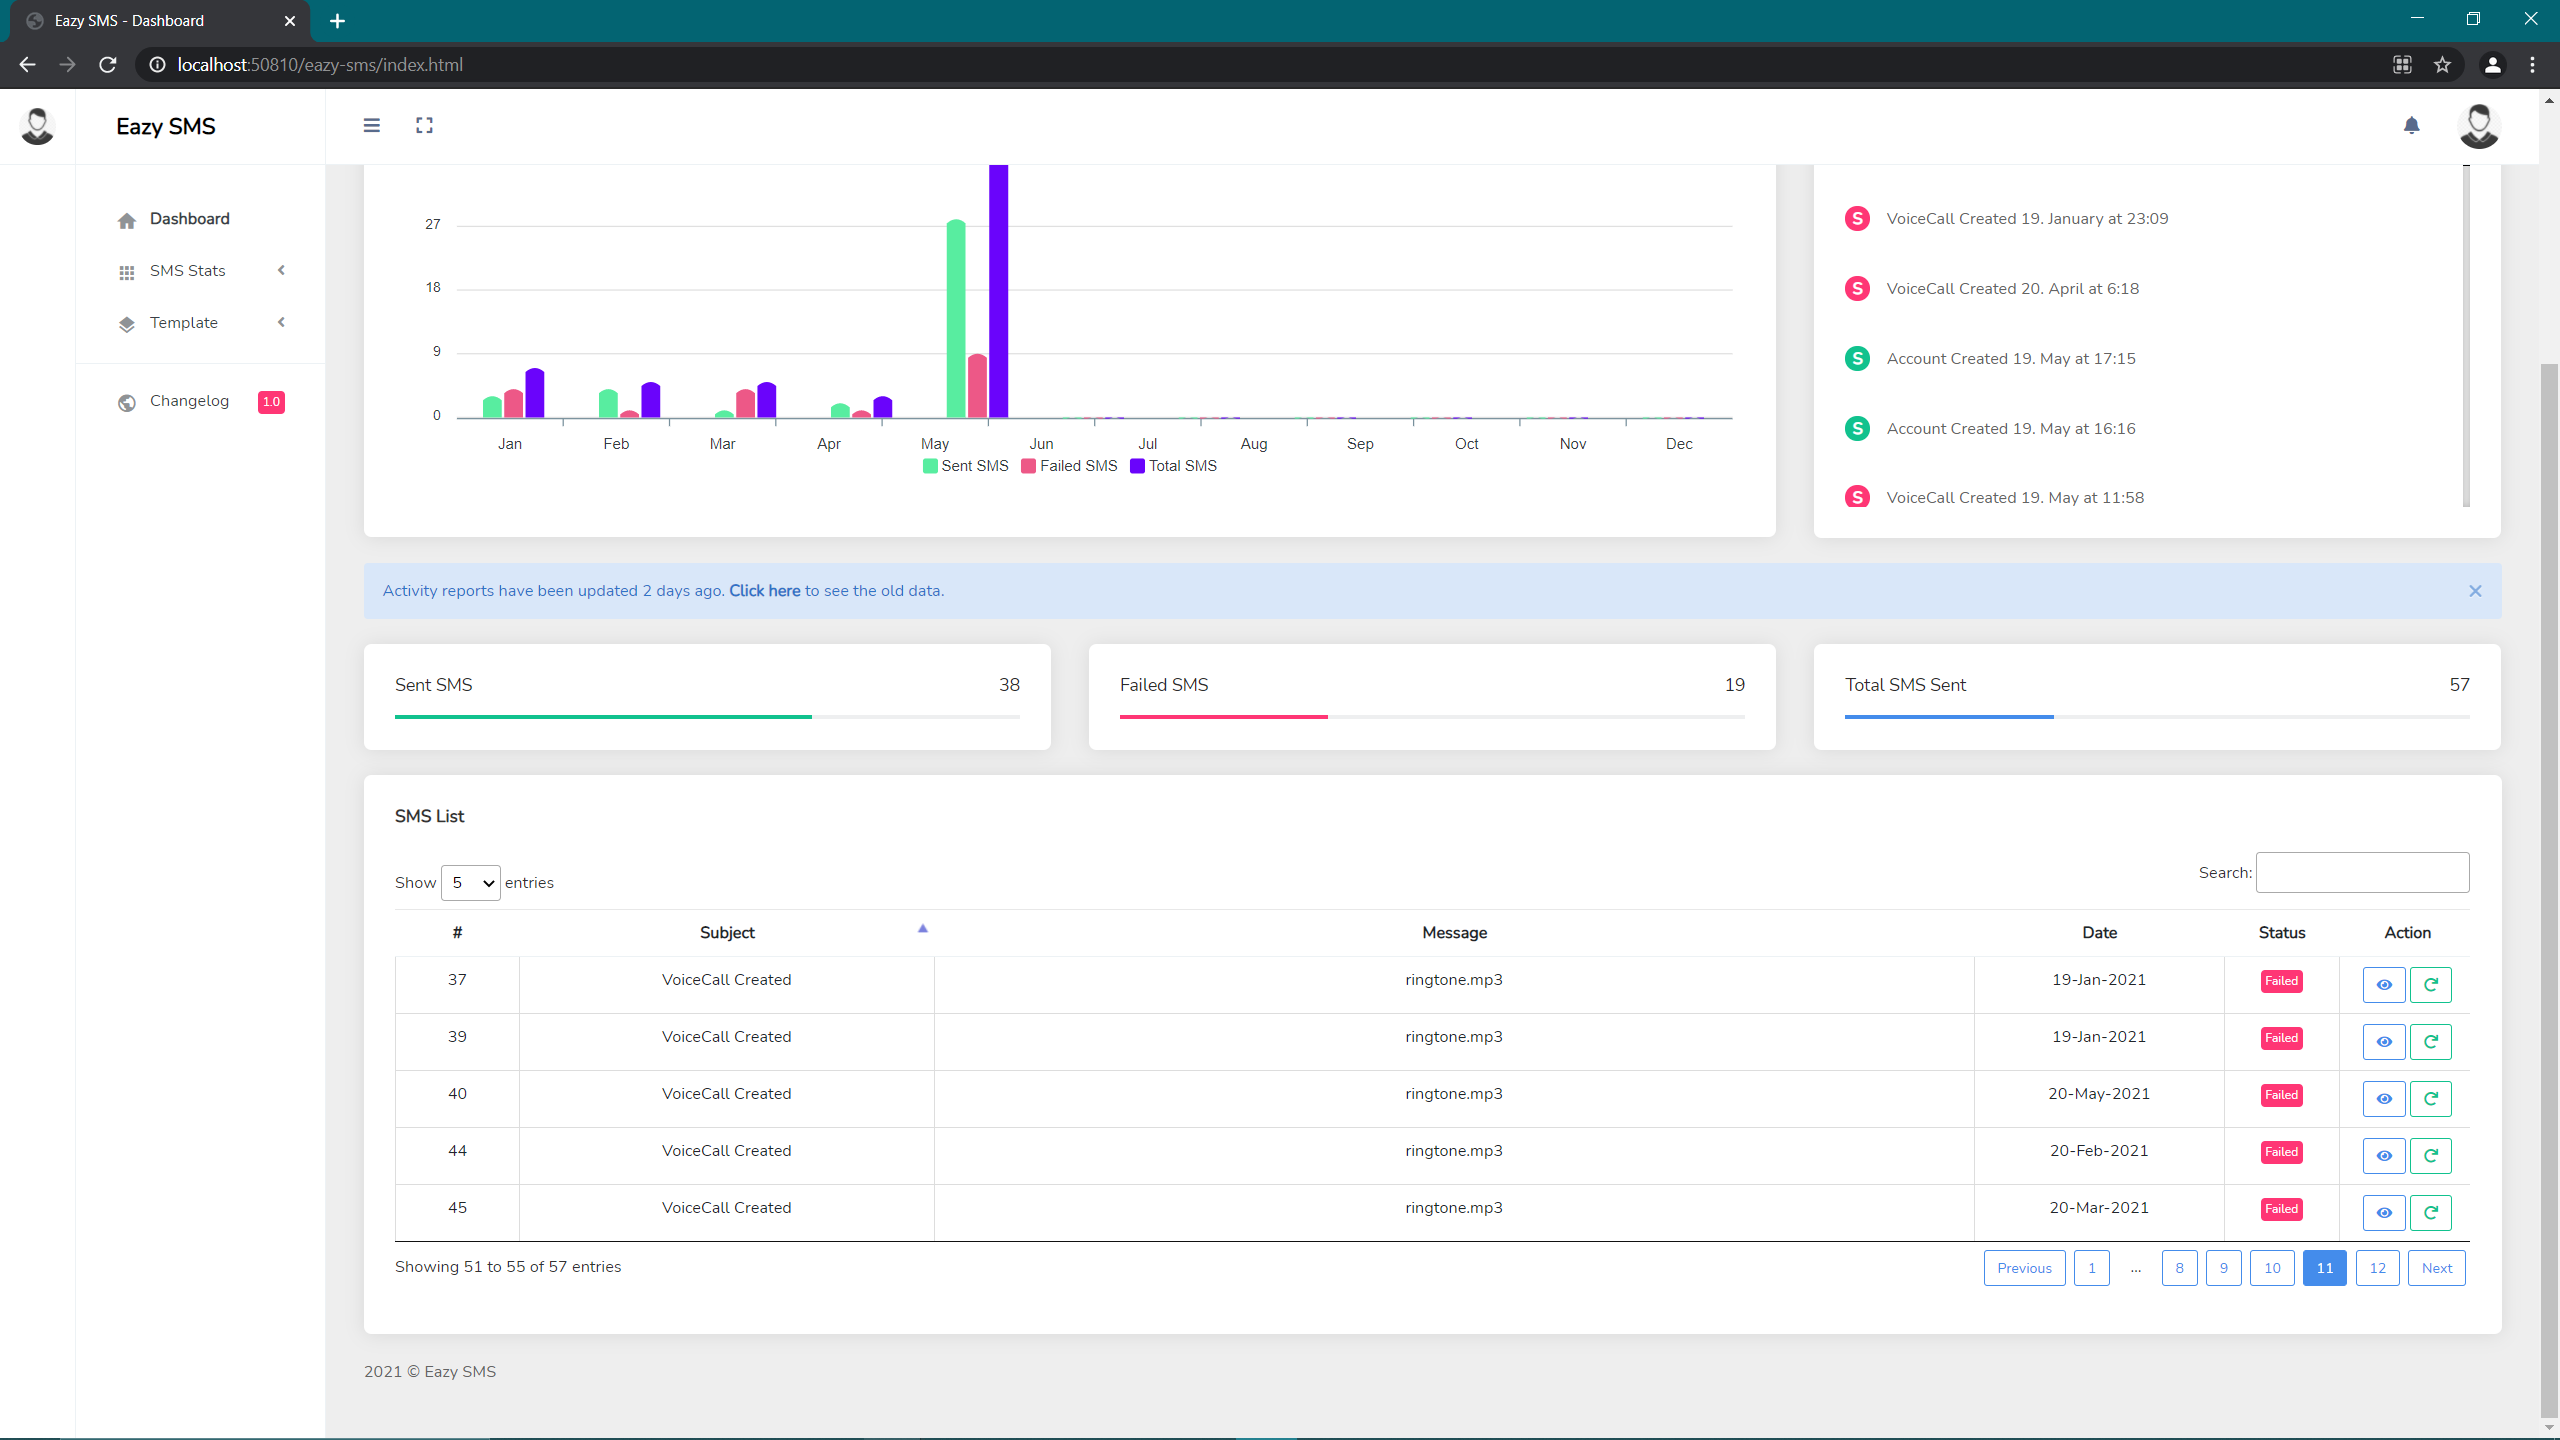 Eazy SMS - Dashboard
localhost:50810/eazy-sms/index.html
Eazy SMS
Dashboard
SMS Stats
Template
Changelog 1.0
27
18
9
0
Jan Feb Mar Apr May Jun Jul Aug Sep Oct Nov Dec
Sent SMS Failed SMS Total SMS
S VoiceCall Created 19. January at 23:09
S VoiceCall Created 20. April at 6:18
S Account Created 19. May at 17:15
S Account Created 19. May at 16:16
S VoiceCall Created 19. May at 11:58
Activity reports have been updated 2 days ago. Click here to see the old data.
Sent SMS 38
Failed SMS 19
Total SMS Sent 57
SMS List
Show 5 entries
Search:
# Subject Message Date Status Action
37 VoiceCall Created ringtone.mp3 19-Jan-2021 Failed
39 VoiceCall Created ringtone.mp3 19-Jan-2021 Failed
40 VoiceCall Created ringtone.mp3 20-May-2021 Failed
44 VoiceCall Created ringtone.mp3 20-Feb-2021 Failed
45 VoiceCall Created ringtone.mp3 20-Mar-2021 Failed
Showing 51 to 55 of 57 entries
Previous 1 ... 8 9 10 11 12 Next
2021 © Eazy SMS